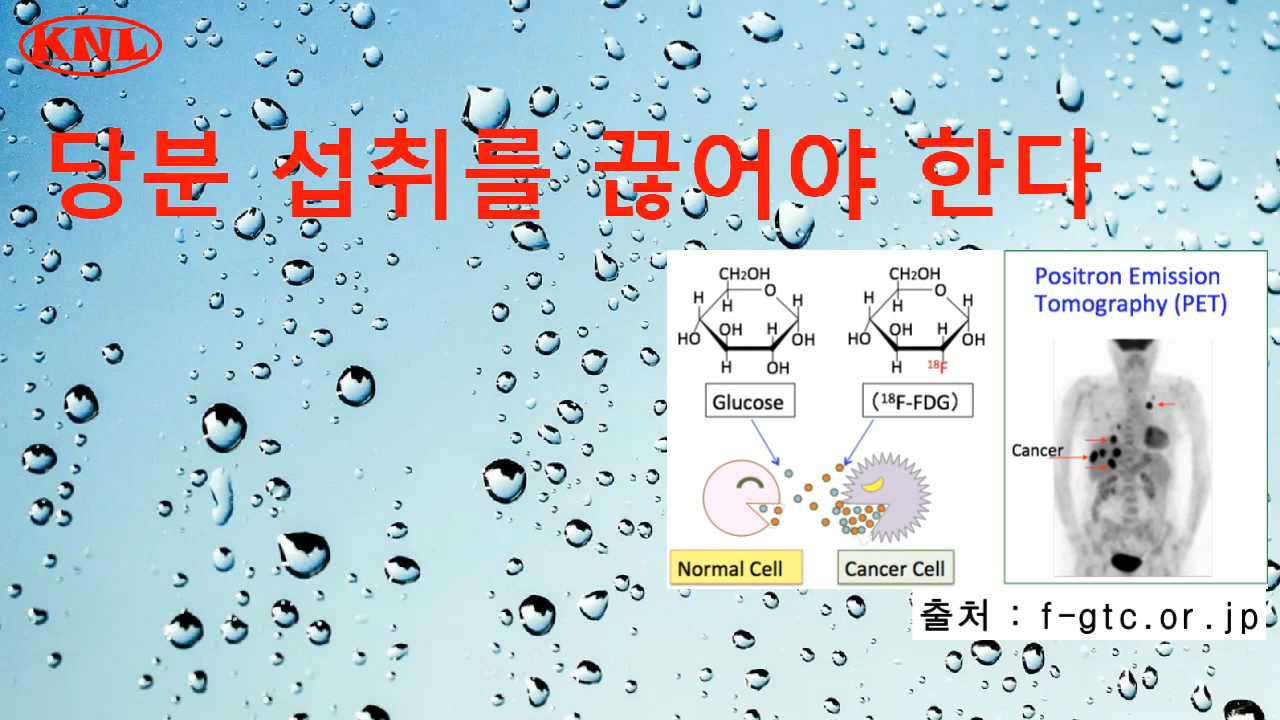 KNL
당분 섭취를 끊어야 한다
CH₂OH
O
H
H
H
OH
H
HO
OH
H
OH
CH₂OH
O
H
H
H
OH
H
HO
OH
H
¹⁸F
Glucose
(¹⁸F-FDG)
Normal Cell
Cancer Cell
Positron Emission
Tomography (PET)
Cancer
출처 : f-gtc.or.jp